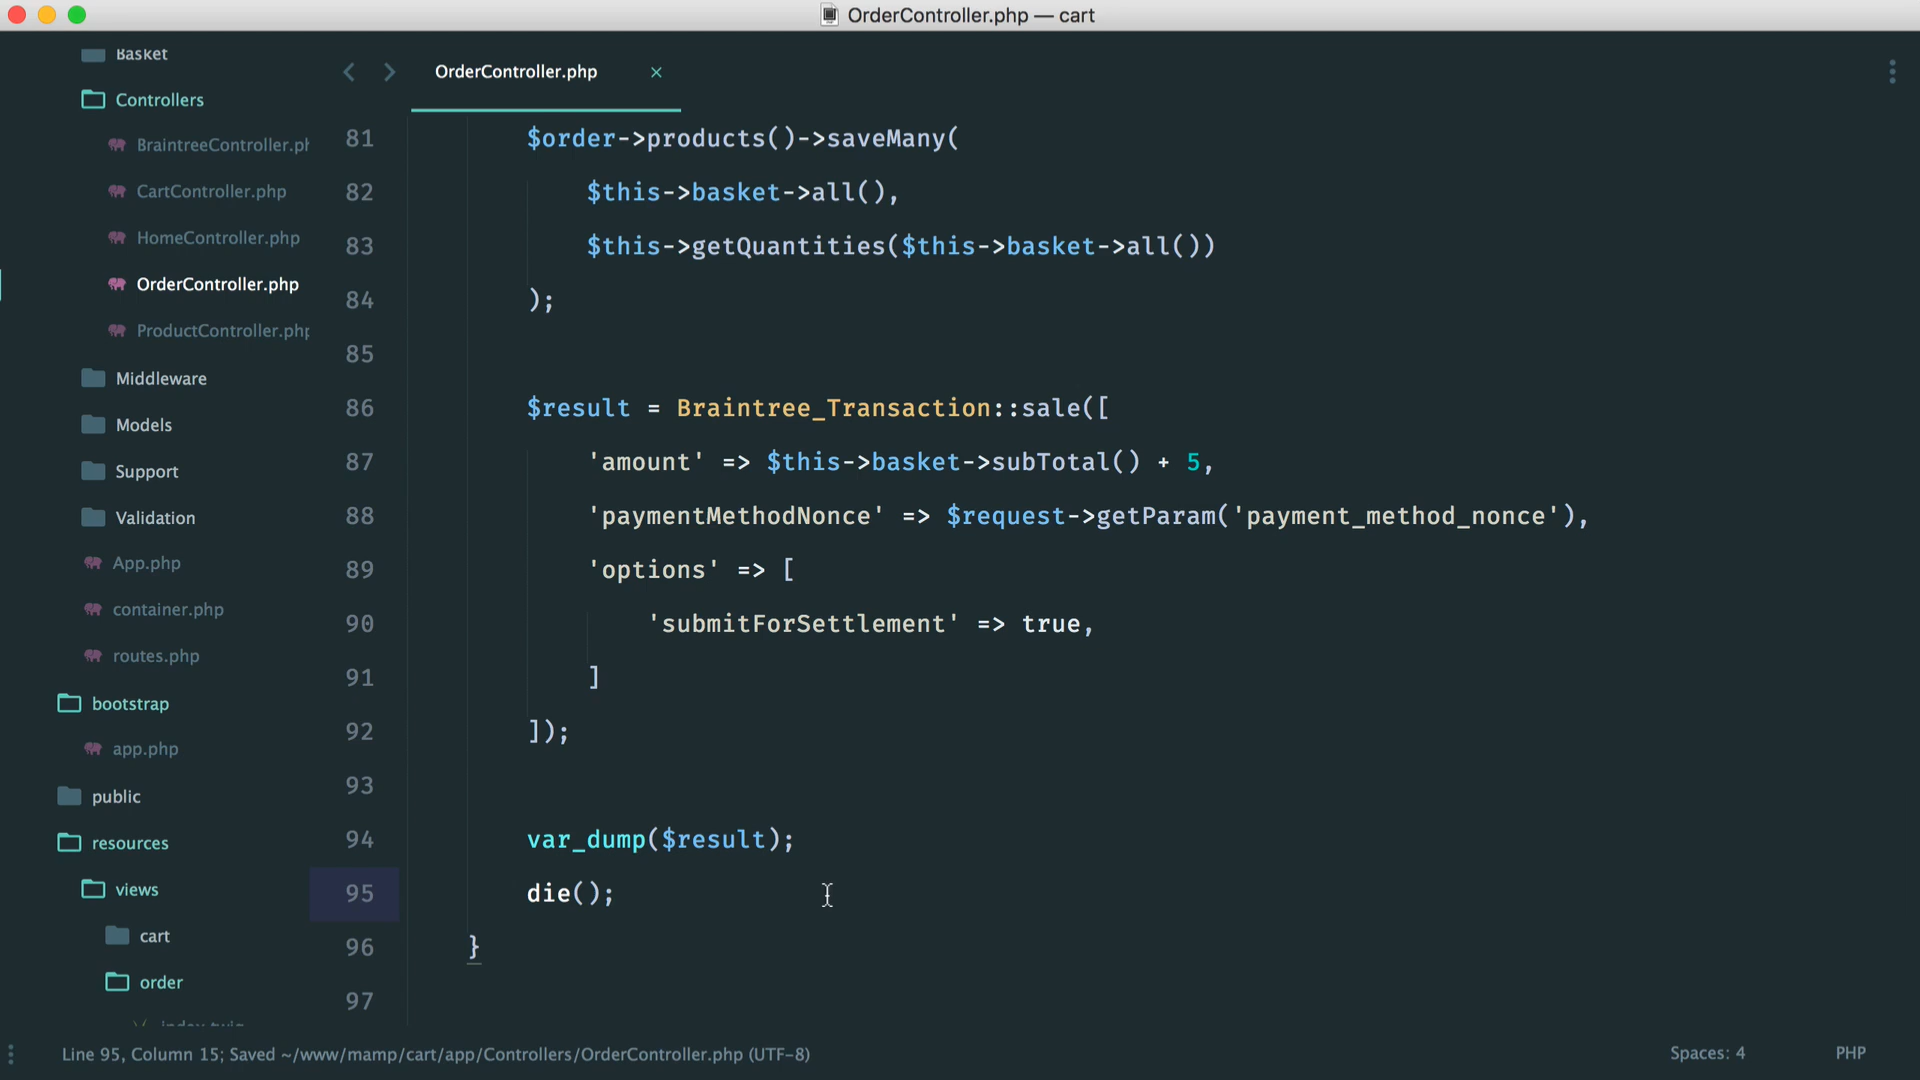 OrderController.php — cart
Basket
Controllers
BraintreeController.ph
CartController.php
HomeController.php
OrderController.php
ProductController.php
Middleware
Models
Support
Validation
App.php
container.php
routes.php
bootstrap
app.php
public
resources
views
cart
order
index.twig
OrderController.php ×
81 $order->products()->saveMany(
82 $this->basket->all(),
83 $this->getQuantities($this->basket->all())
84 );
85
86 $result = Braintree_Transaction::sale([
87 'amount' => $this->basket->subTotal() + 5,
88 'paymentMethodNonce' => $request->getParam('payment_method_nonce'),
89 'options' => [
90 'submitForSettlement' => true,
91 ]
92 ]);
93
94 var_dump($result);
95 die();
96 }
97
Line 95, Column 15; Saved ~/www/mamp/cart/app/Controllers/OrderController.php (UTF-8)
Spaces: 4
PHP